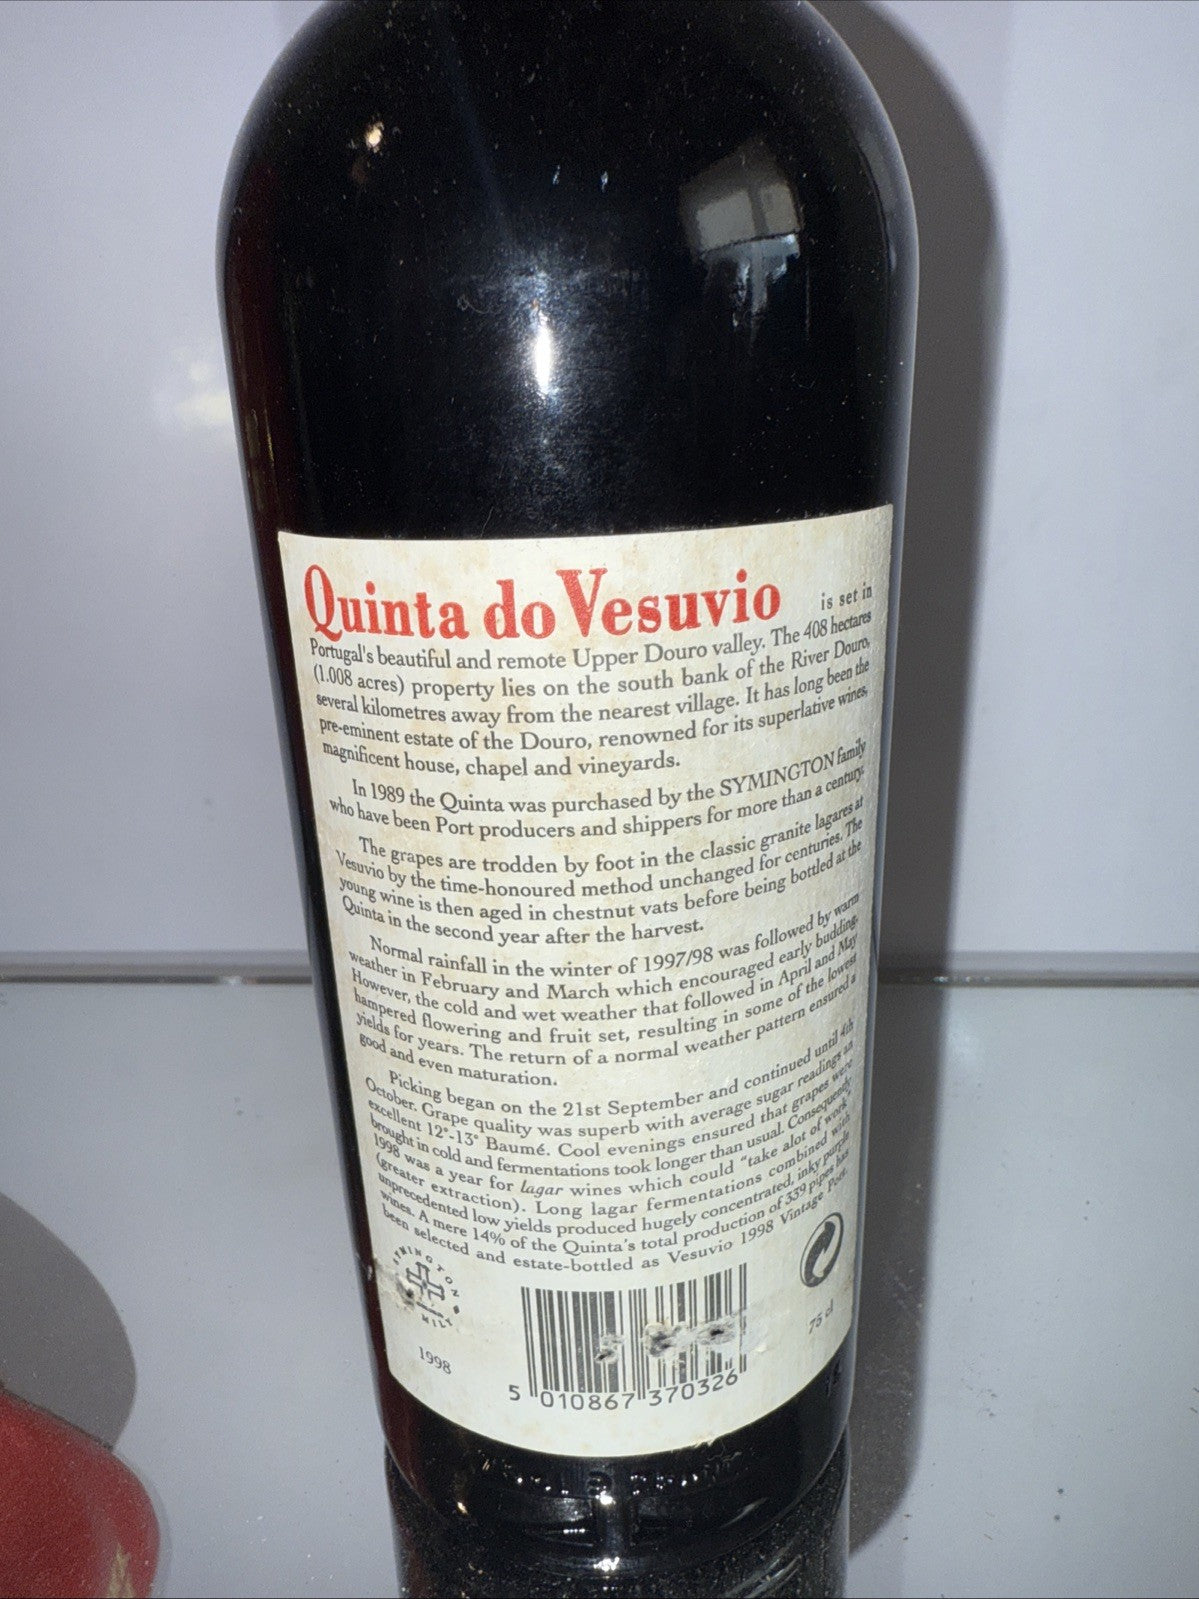 Quinta do Vesuvio is set in
Portugal's beautiful and remote Upper Douro valley. The 408 hectares
(1.008 acres) property lies on the south bank of the River Douro,
several kilometres away from the nearest village. It has long been the
pre-eminent estate of the Douro, renowned for its superlative wines,
magnificent house, chapel and vineyards.
In 1989 the Quinta was purchased by the SYMINGTON family
who have been Port producers and shippers for more than a century.
The grapes are trodden by foot in the classic granite lagares at
Vesuvio by the time-honoured method unchanged for centuries. The
young wine is then aged in chestnut vats before being bottled at the
Quinta in the second year after the harvest.
Normal rainfall in the winter of 1997/98 was followed by warm
weather in February and March which encouraged early budding.
However, the cold and wet weather that followed in April and May
hampered flowering and fruit set, resulting in some of the lowest
yields for years. The return of a normal weather pattern ensured a
good and even maturation.
Picking began on the 21st September and continued until 4th
October. Grape quality was superb with average sugar readings an
excellent 12°-13° Baumé. Cool evenings ensured that grapes were
brought in cold and fermentations took longer than usual. Consequently
1998 was a year for lagar wines which could "take alot of work"
(greater extraction). Long lagar fermentations combined with
unprecedented low yields produced hugely concentrated, inky purple
wines. A mere 14% of the Quinta's total production of 339 pipes has
been selected and estate-bottled as Vesuvio 1998 Vintage Port.
1998
75 cl
5 010867 370326